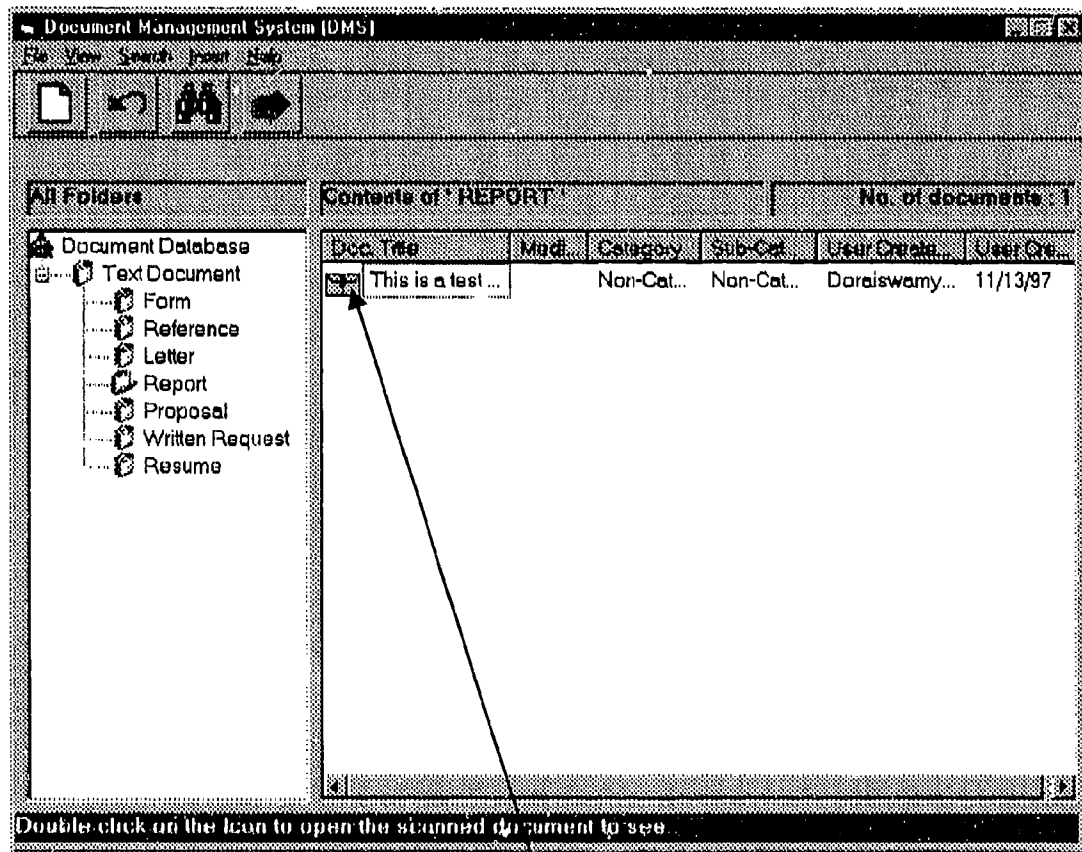 Document Management System [DMS]
File View Search Insert Help
All Folders
Contents of ' REPORT '
No. of documents : 1
Document Database
Text Document
Form
Reference
Letter
Report
Proposal
Written Request
Resume
Doc. Title Modi... Category Sub-Cat... User Create... User Cre...
This is a test ... Non-Cat... Non-Cat... Doraiswamy... 11/13/97
Double-click on the Icon to open the scanned document to see